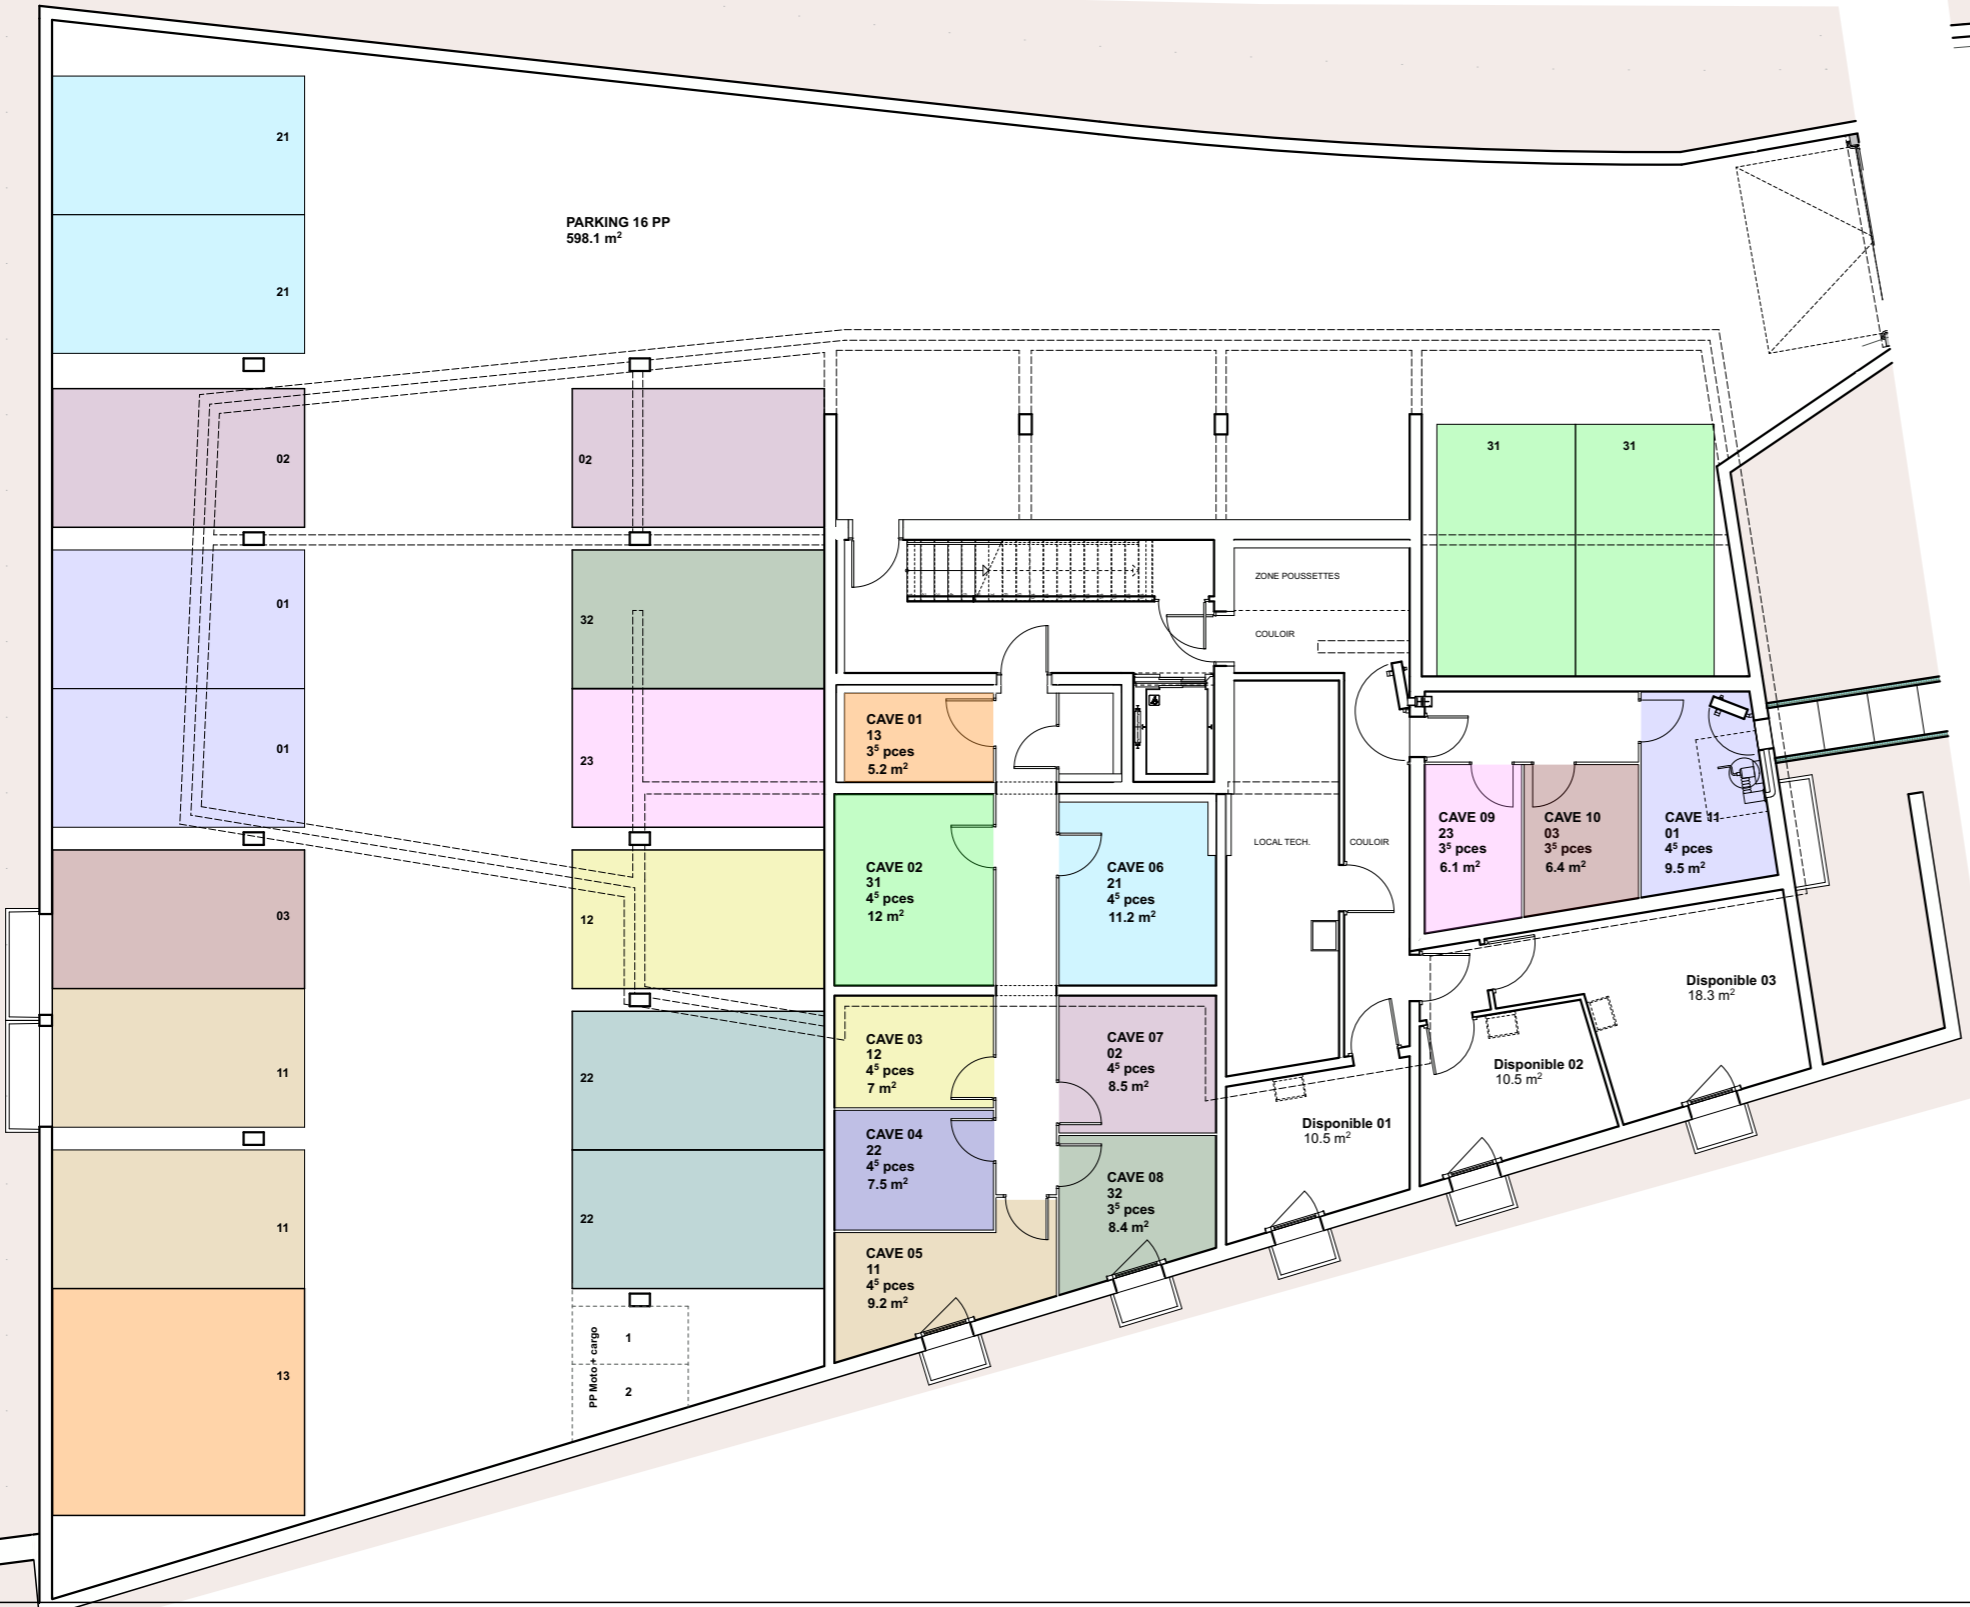 21
PARKING 16 PP
598.1 m²
21
02
02
31
31
01
32
ZONE POUSSETTES
COULOIR
01
23
CAVE 01
13
3⁵ pces
5.2 m²
CAVE 02
31
4⁵ pces
12 m²
CAVE 06
21
4⁵ pces
11.2 m²
LOCAL TECH.
COULOIR
CAVE 09
23
3⁵ pces
6.1 m²
CAVE 10
03
3⁵ pces
6.4 m²
CAVE 11
01
4⁵ pces
9.5 m²
03
12
Disponible 03
18.3 m²
11
22
CAVE 03
12
4⁵ pces
7 m²
CAVE 07
02
4⁵ pces
8.5 m²
Disponible 02
10.5 m²
Disponible 01
10.5 m²
CAVE 04
22
4⁵ pces
7.5 m²
CAVE 08
32
3⁵ pces
8.4 m²
11
22
CAVE 05
11
4⁵ pces
9.2 m²
13
PP Moto + cargo
1
2